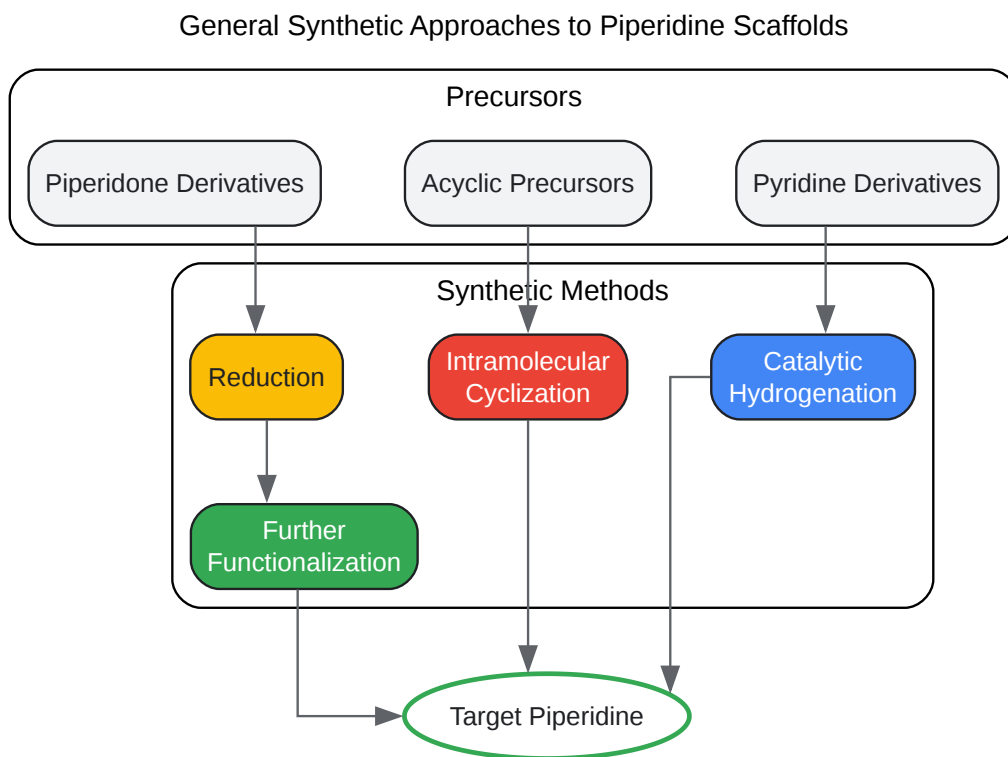 General Synthetic Approaches to Piperidine Scaffolds
Precursors
Piperidone Derivatives
Acyclic Precursors
Pyridine Derivatives
Synthetic Methods
Reduction
Intramolecular
Cyclization
Catalytic
Hydrogenation
Further
Functionalization
Target Piperidine